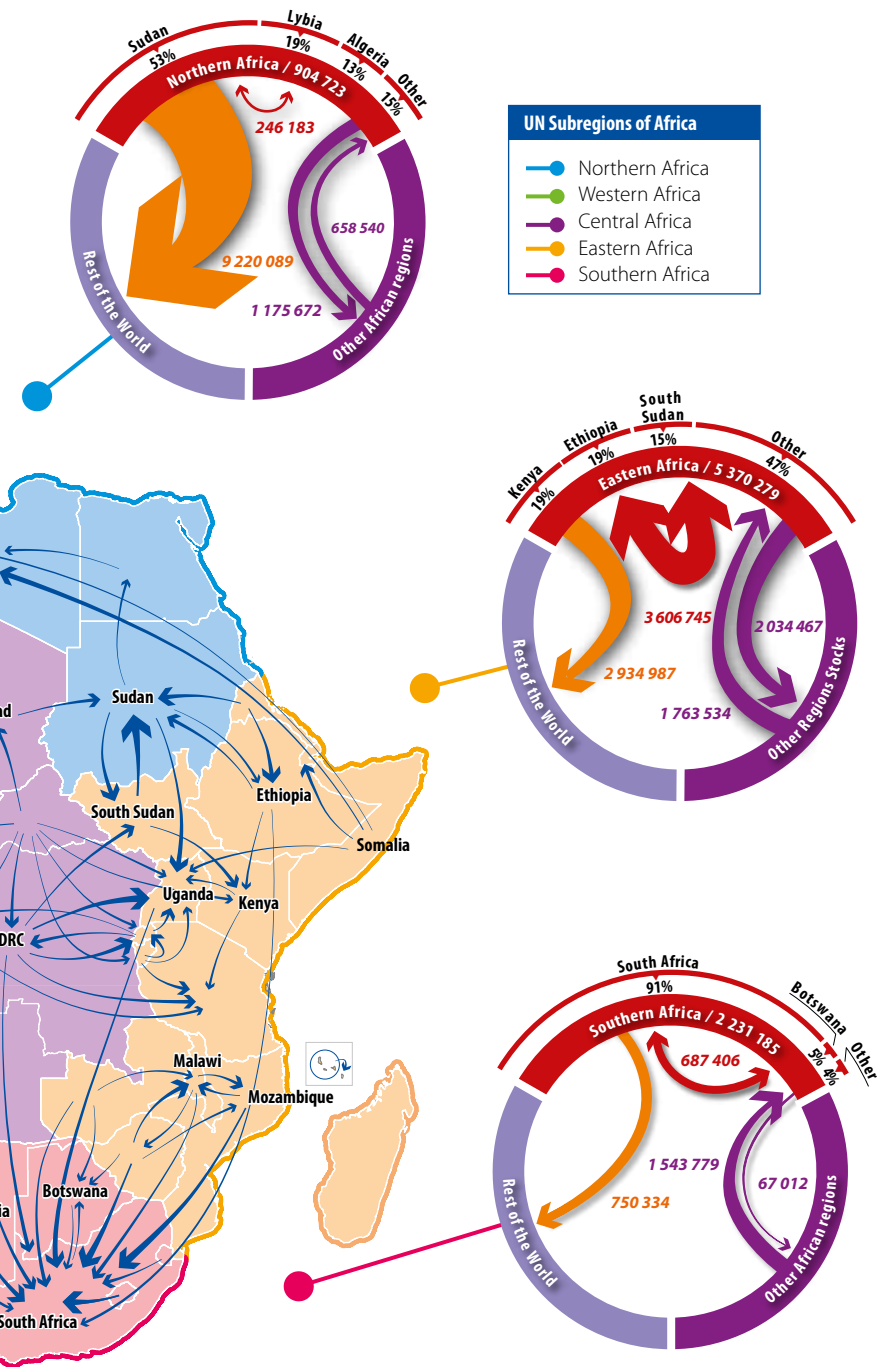 Sudan
53%
Lybia
19%
Algeria
13%
Other
15%
Northern Africa / 904 723
246 183
658 540
9 220 089
1 175 672
Rest of the World
Other African regions
UN Subregions of Africa
Northern Africa
Western Africa
Central Africa
Eastern Africa
Southern Africa
Kenya
19%
Ethiopia
19%
South
Sudan
15%
Other
47%
Eastern Africa / 5 370 279
3 606 745
2 034 467
2 934 987
1 763 534
Rest of the World
Other Regions Stocks
Sudan
ad
South Sudan
Ethiopia
Somalia
Uganda
Kenya
DRC
Malawi
Mozambique
Botswana
ia
South Africa
South Africa
91%
Botswana
5%
Other
4%
Southern Africa / 2 231 185
687 406
1 543 779
67 012
750 334
Rest of the World
Other African regions